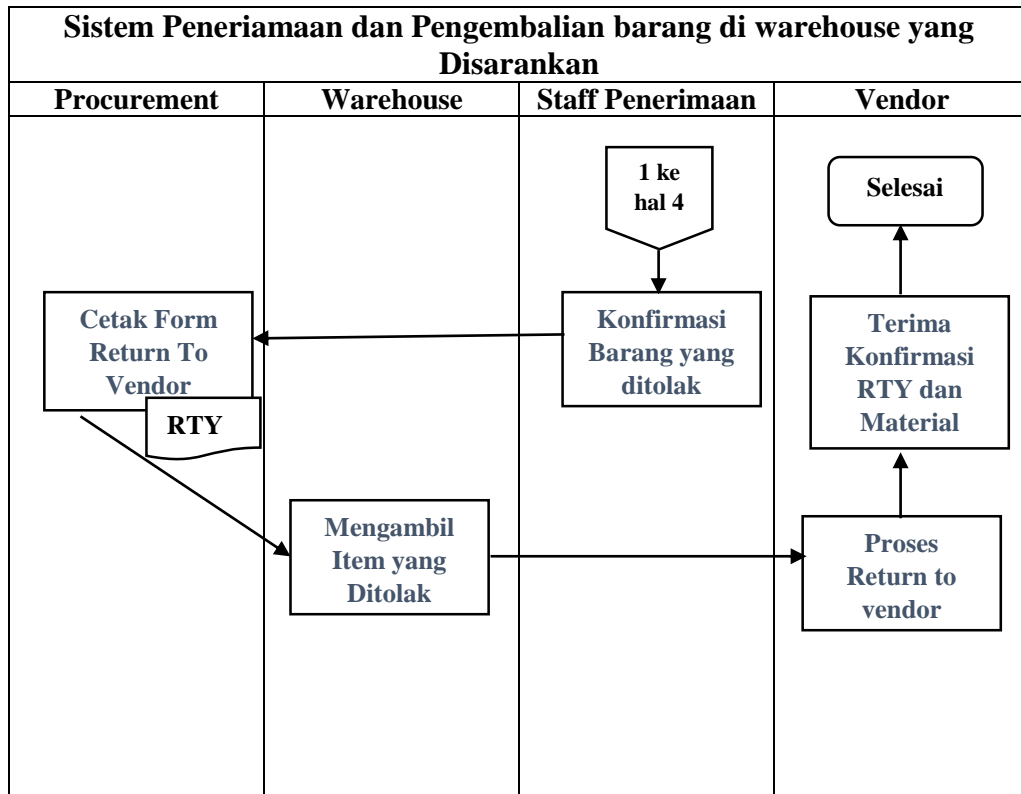 Sistem Peneriamaan dan Pengembalian barang di warehouse yang
Disarankan
Procurement
Warehouse
Staff Penerimaan
Vendor
1 ke
hal 4
Selesai
Cetak Form
Return To
Vendor
RTY
Konfirmasi
Barang yang
ditolak
Terima
Konfirmasi
RTY dan
Material
Mengambil
Item yang
Ditolak
Proses
Return to
vendor